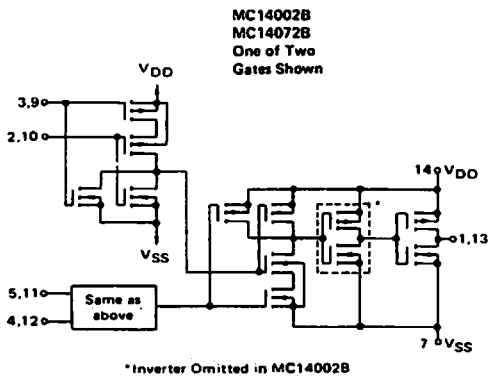 MC14002B
MC14072B
One of Two
Gates Shown
VDD
3,9
2,10
14 VDD
*
1,13
VSS
5,11
4,12
Same as
above
7 VSS
*Inverter Omitted in MC14002B